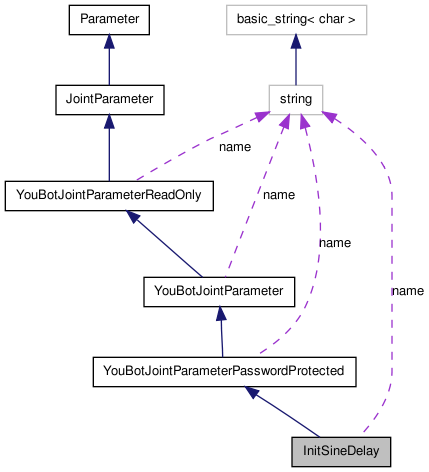 Parameter
basic_string< char >
JointParameter
string
name
YouBotJointParameterReadOnly
name
name
YouBotJointParameter
name
YouBotJointParameterPasswordProtected
InitSineDelay